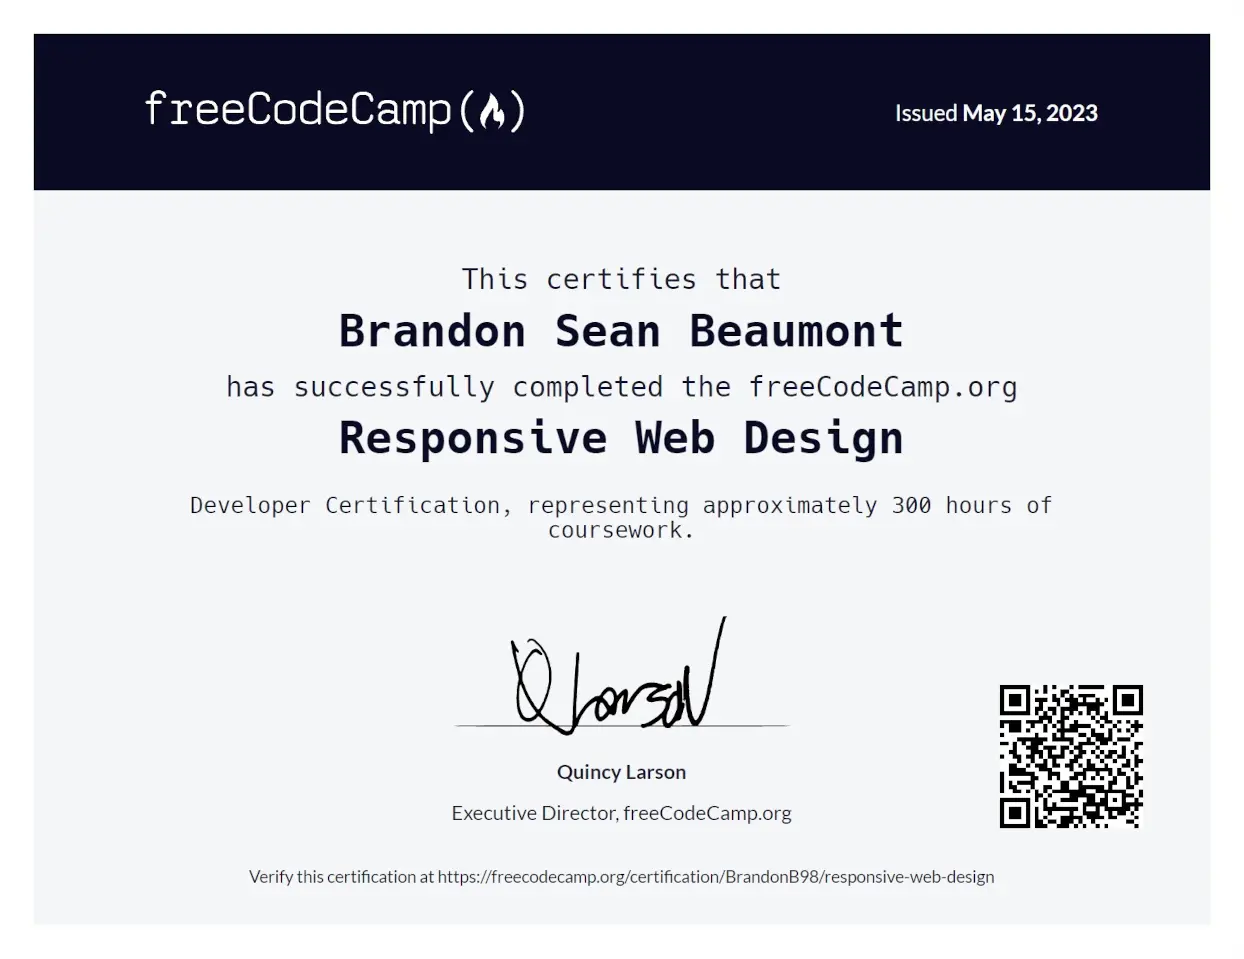 freeCodeCamp
Issued May 15, 2023
This certifies that
Brandon Sean Beaumont
has successfully completed the freeCodeCamp.org
Responsive Web Design
Developer Certification, representing approximately 300 hours of
coursework.
Q Larson
Quincy Larson
Executive Director, freeCodeCamp.org
Verify this certification at https://freecodecamp.org/certification/BrandonB98/responsive-web-design